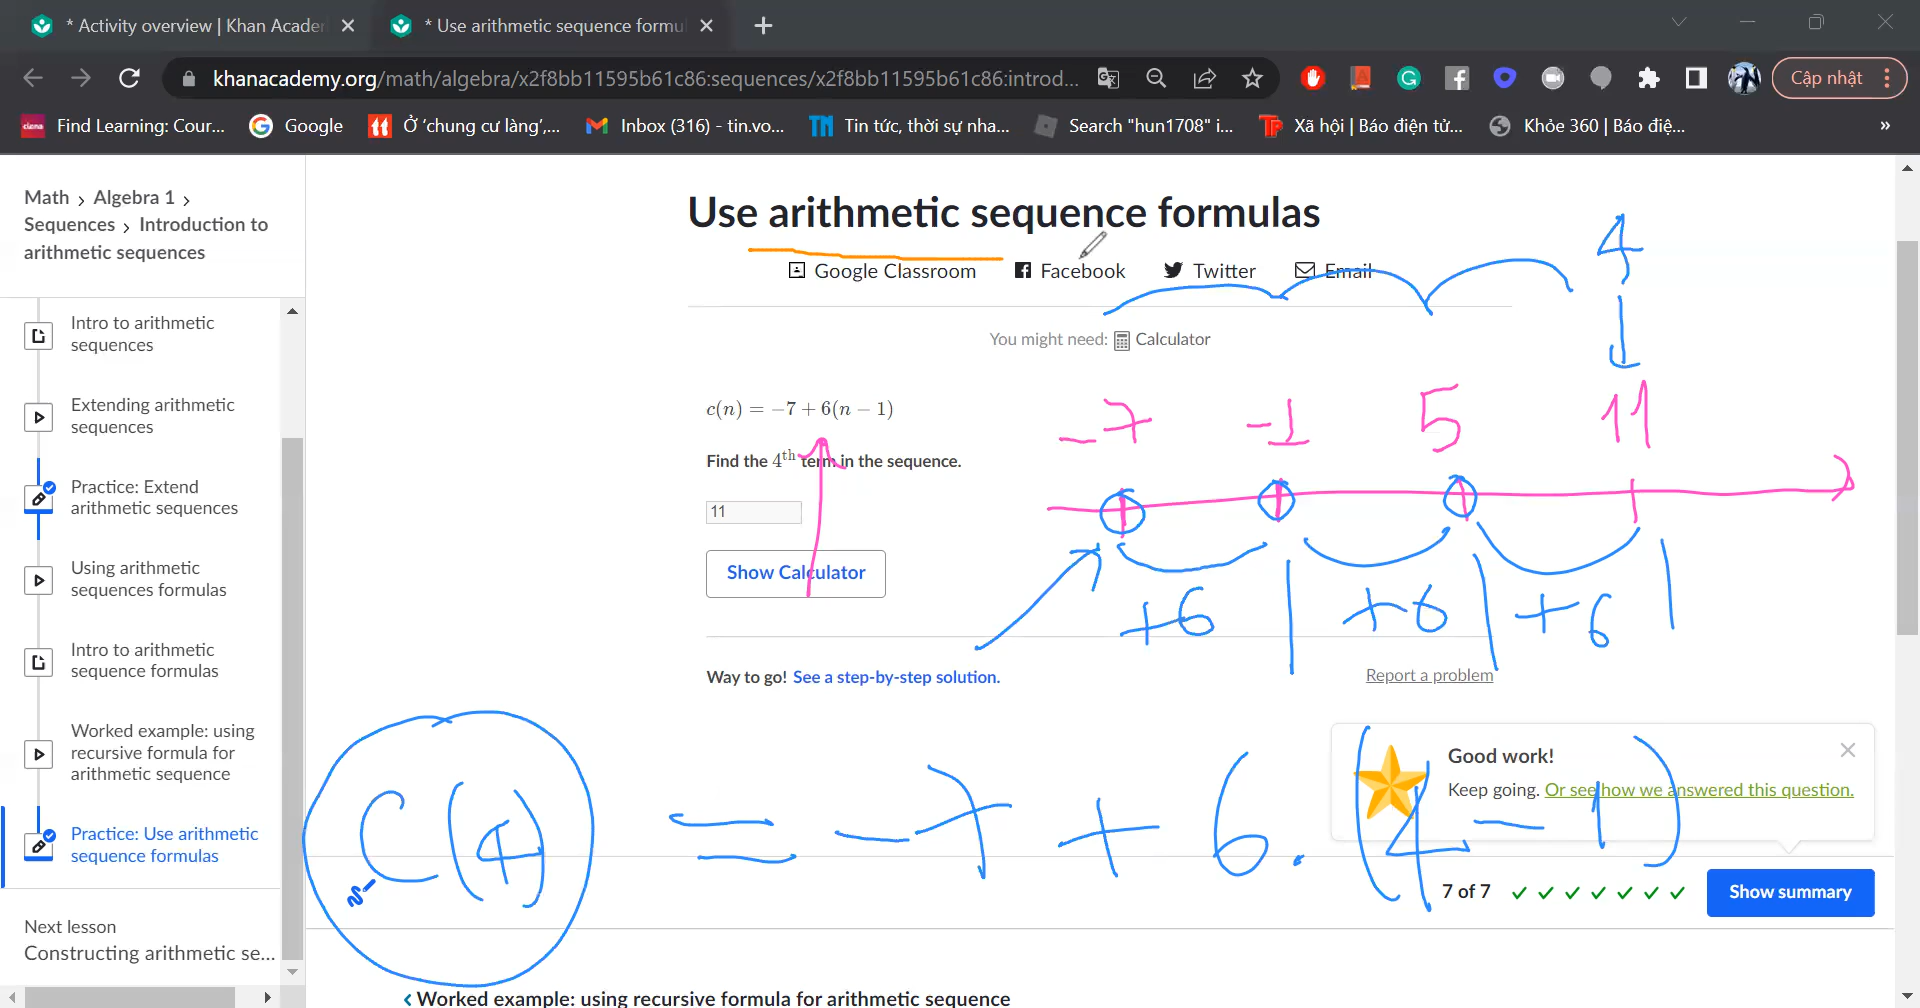 * Activity overview | Khan Acade
* Use arithmetic sequence formu
khanacademy.org/math/algebra/x2f8bb11595b61c86:sequences/x2f8bb11595b61c86:introd...
Cập nhật
Find Learning: Cour...
Google
Ở ‘chung cư làng’,...
Inbox (316) - tin.vo...
Tin tức, thời sự nha...
Search "hun1708" i...
Xã hội | Báo điện tử...
Khỏe 360 | Báo điệ...
»
Math > Algebra 1 >
Sequences > Introduction to
arithmetic sequences
Intro to arithmetic
sequences
Extending arithmetic
sequences
Practice: Extend
arithmetic sequences
Using arithmetic
sequences formulas
Intro to arithmetic
sequence formulas
Worked example: using
recursive formula for
arithmetic sequence
Practice: Use arithmetic
sequence formulas
Next lesson
Constructing arithmetic se...
Use arithmetic sequence formulas
Google Classroom
Facebook
Twitter
Email
You might need: Calculator
4
c(n) = −7 + 6(n − 1)
-7 -1 5 11
Find the 4th term in the sequence.
11
Show Calculator
+6 +6 +6
Way to go! See a step-by-step solution.
Report a problem
Good work!
Keep going. Or see how we answered this question.
C(4) = -7 + 6.(4-1)
7 of 7
Show summary
< Worked example: using recursive formula for arithmetic sequence